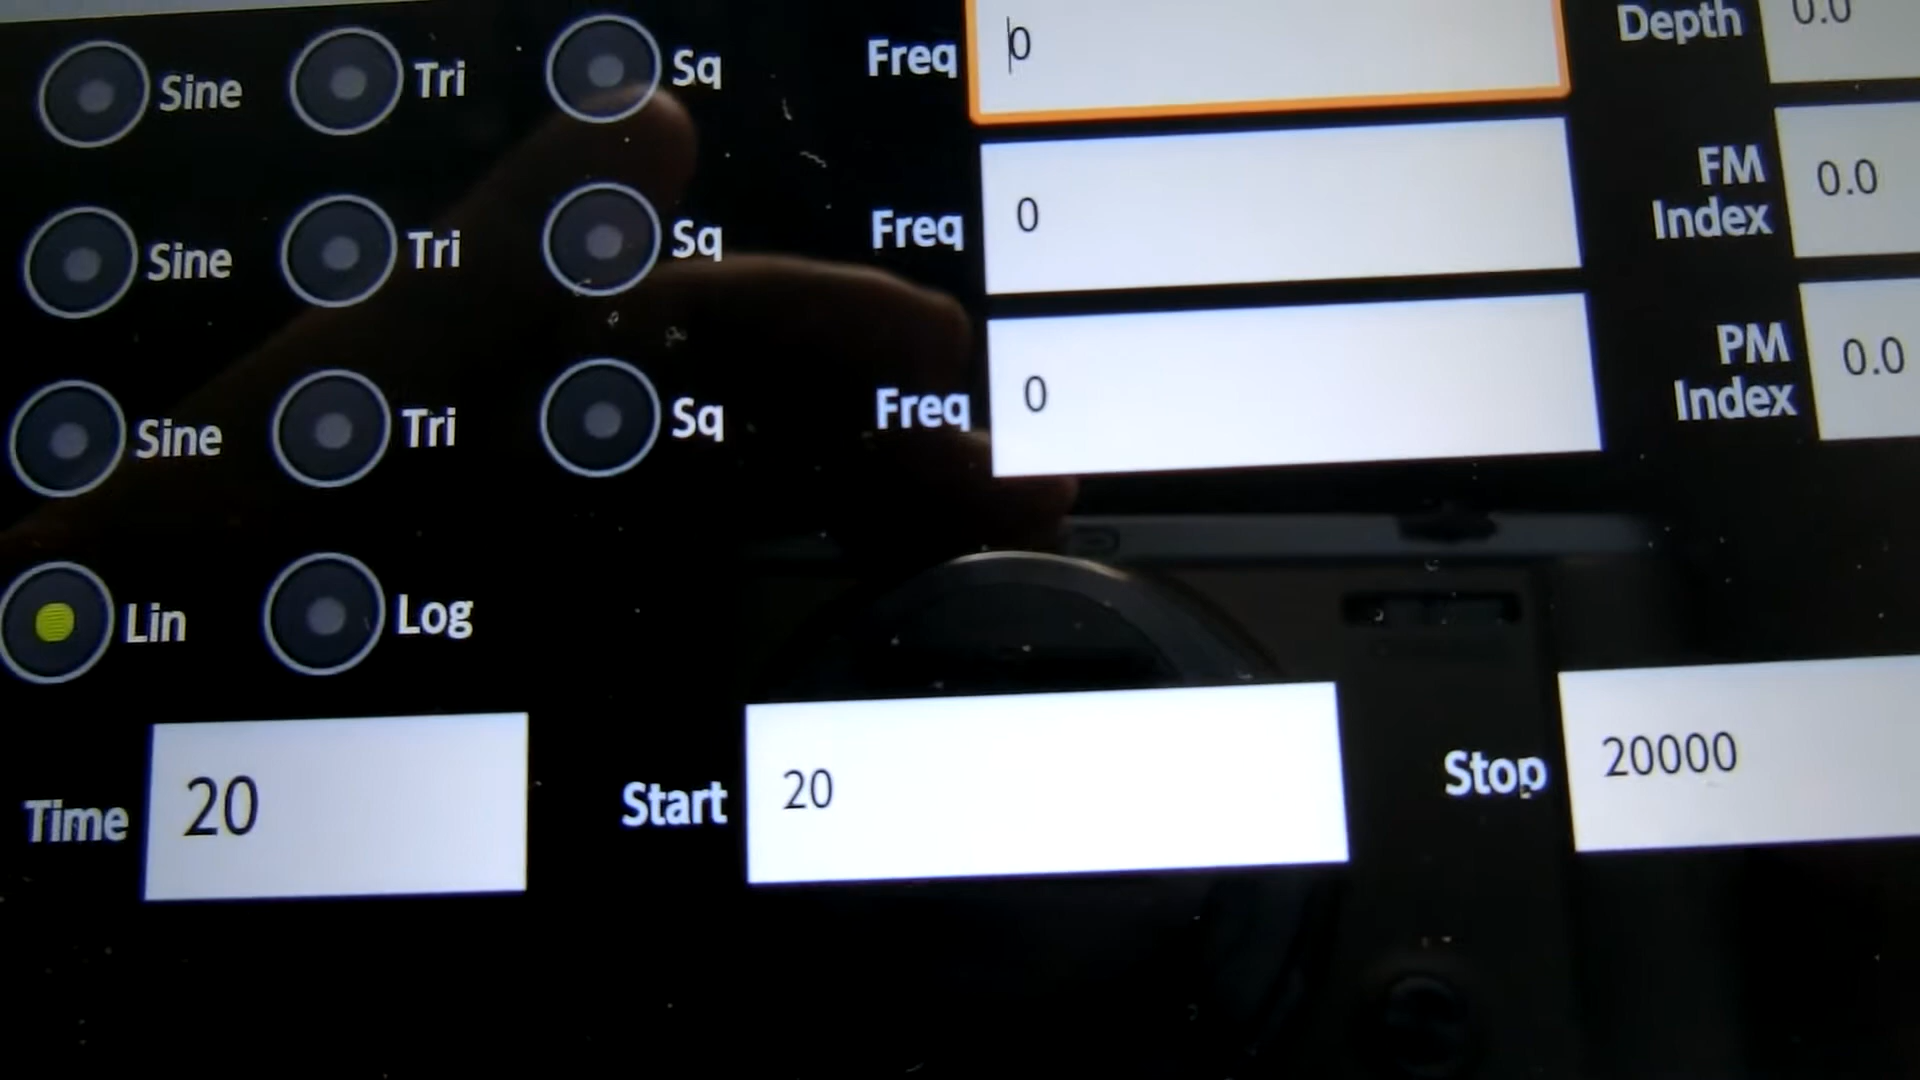 Sine Tri Sq Freq 0 Depth 0.0
Sine Tri Sq Freq 0 FM Index 0.0
Sine Tri Sq Freq 0 PM Index 0.0
Lin Log
Time 20 Start 20 Stop 20000